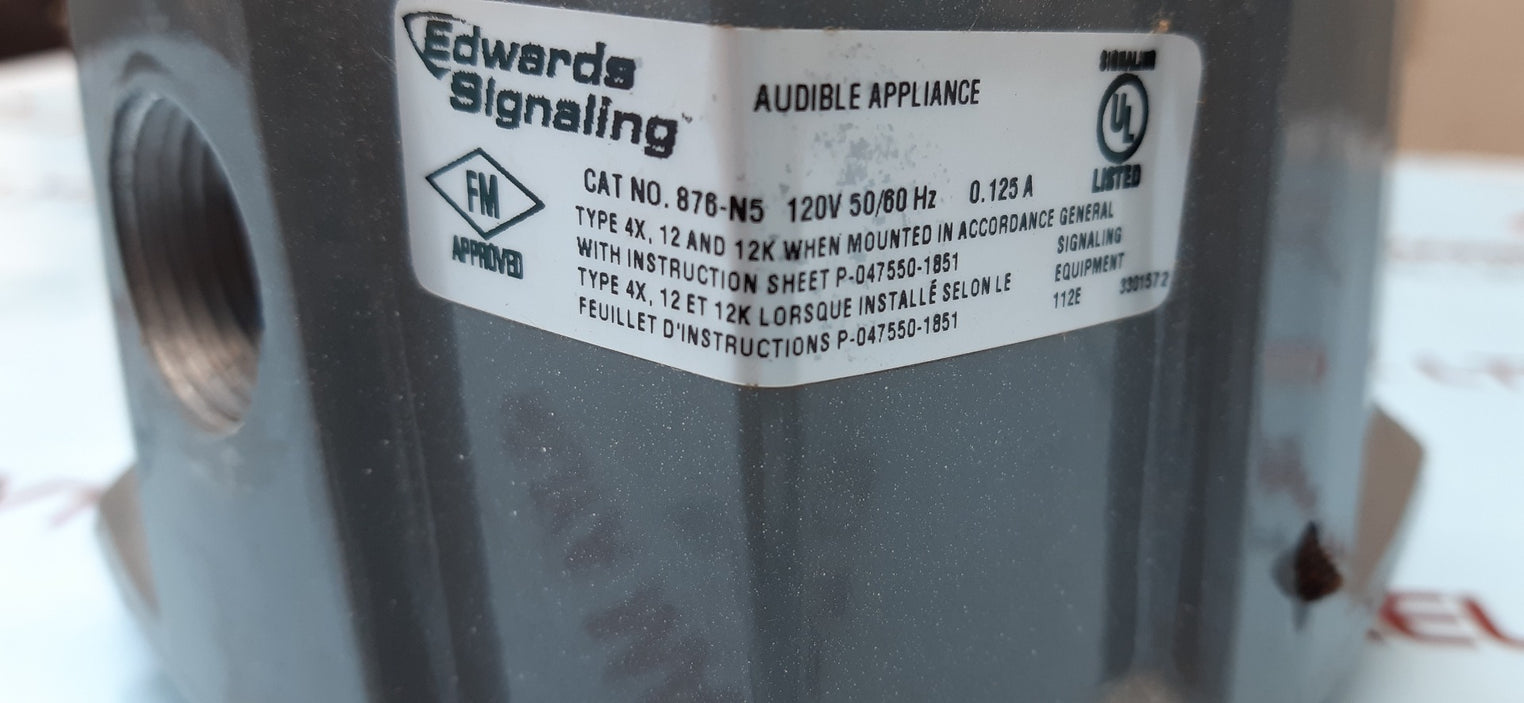 Edwards
Signaling
AUDIBLE APPLIANCE
SIGNALING
UL
LISTED
FM
APPROVED
CAT NO. 876-N5 120V 50/60 Hz 0.125 A
TYPE 4X, 12 AND 12K WHEN MOUNTED IN ACCORDANCE
WITH INSTRUCTION SHEET P-047550-1851
TYPE 4X, 12 ET 12K LORSQUE INSTALLÉ SELON LE
FEUILLET D'INSTRUCTIONS P-047550-1851
GENERAL
SIGNALING
EQUIPMENT
112E
3301572